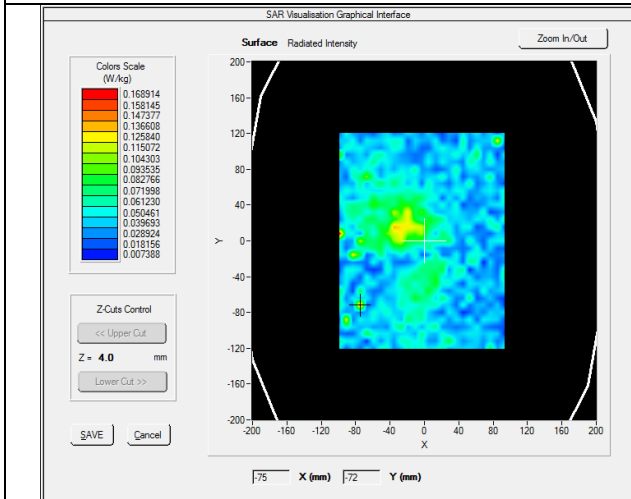 SAR Visualisation Graphical Interface
Surface Radiated Intensity
Zoom In/Out
Colors Scale
(W/kg)
0.168914
0.158145
0.147377
0.136608
0.125840
0.115072
0.104303
0.093535
0.082766
0.071998
0.061230
0.050461
0.039693
0.028924
0.018156
0.007388
Z-Cuts Control
<< Upper Cut
Z = 4.0 mm
Lower Cut >>
SAVE Cancel
200
160
120
80
40
0
-40
-80
-120
-160
-200
Y
-200 -160 -120 -80 -40 0 40 80 120 160 200
X
-75 X (mm) -72 Y (mm)